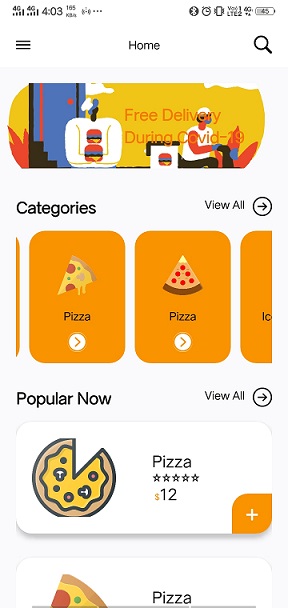 4G 4G 4:03 165 KB/S
Vo) 1 LTE2 4G 45
Home
Free Delivery
During Covid-19
Categories
View All
Pizza
Pizza
Ic
Popular Now
View All
Pizza
$12
+
Pizza